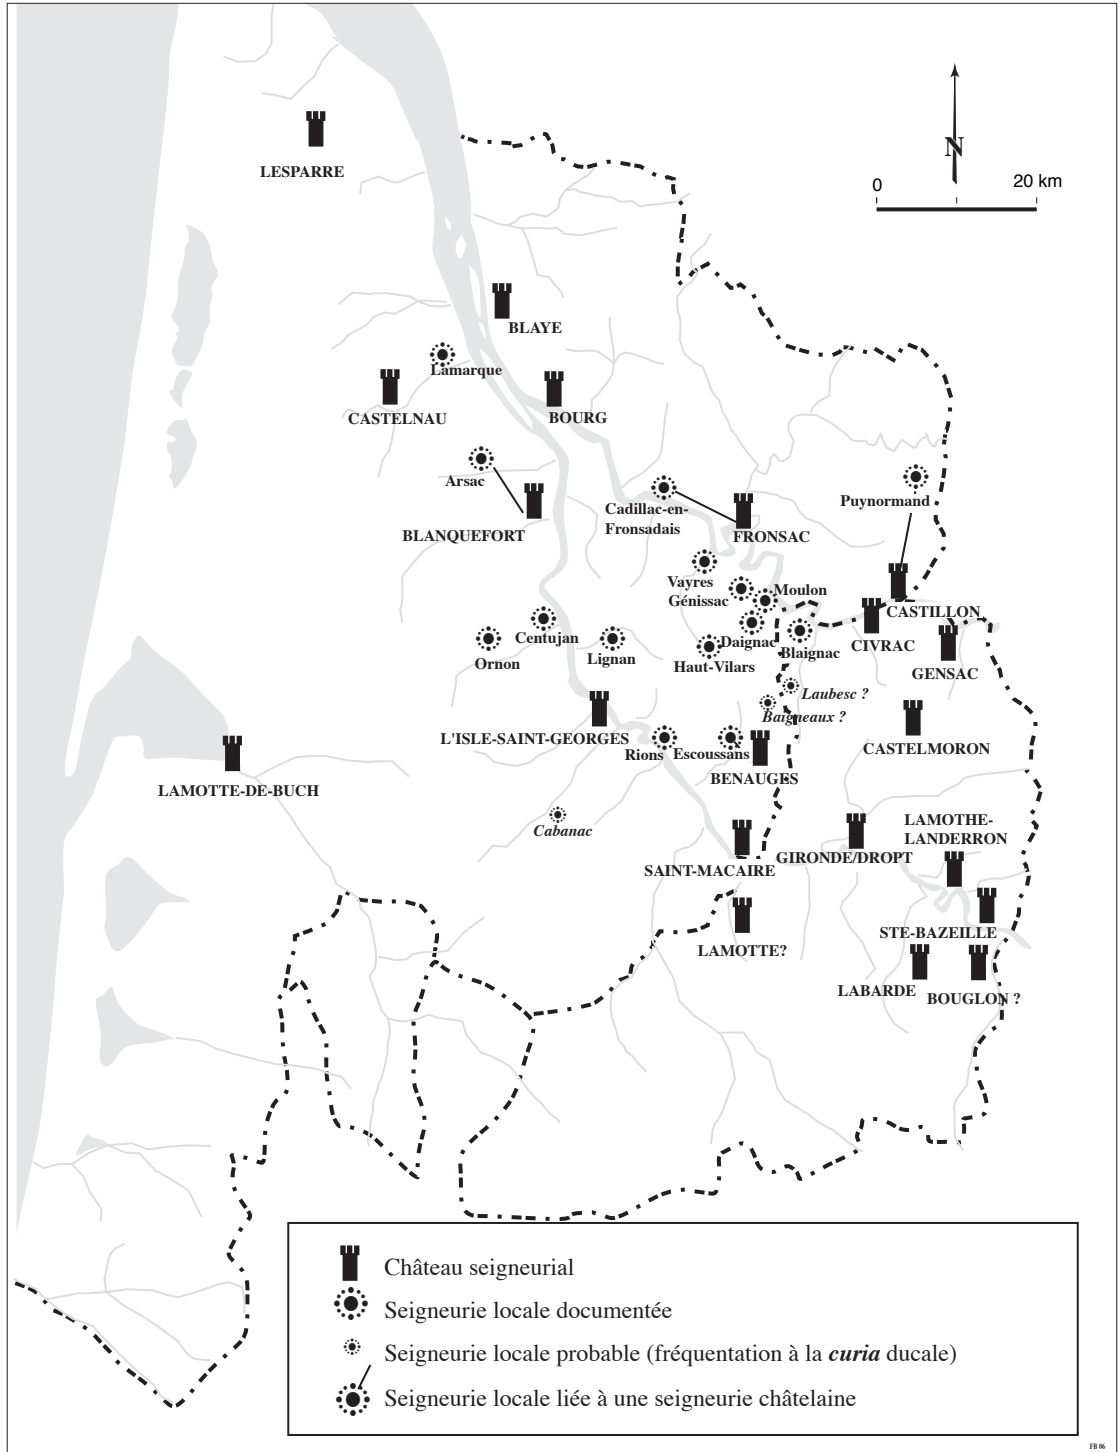 N
0
20 km
LESPARRE
BLAYE
Lamarque
CASTELNAU
BOURG
Arsac
BLANQUEFORT
Cadillac-en-
Fronsadais
FRONSAC
Puynormand
Vayres
Génissac
Moulon
CASTILLON
Centujan
Ornon
Lignan
Daignac
Haut-Vilars
Blaignac
CIVRAC
GENSAC
Laubesc ?
Baigneaux ?
L'ISLE-SAINT-GEORGES
Rions
Escoussans
BENAUGES
CASTELMORON
LAMOTTE-DE-BUCH
Cabanac
LAMOTHE-
LANDERRON
SAINT-MACAIRE
GIRONDE/DROPT
LAMOTTE?
STE-BAZEILLE
LABARDE
BOUGLON ?
Château seigneurial
Seigneurie locale documentée
Seigneurie locale probable (fréquentation à la curia ducale)
Seigneurie locale liée à une seigneurie châtelaine
FB 06